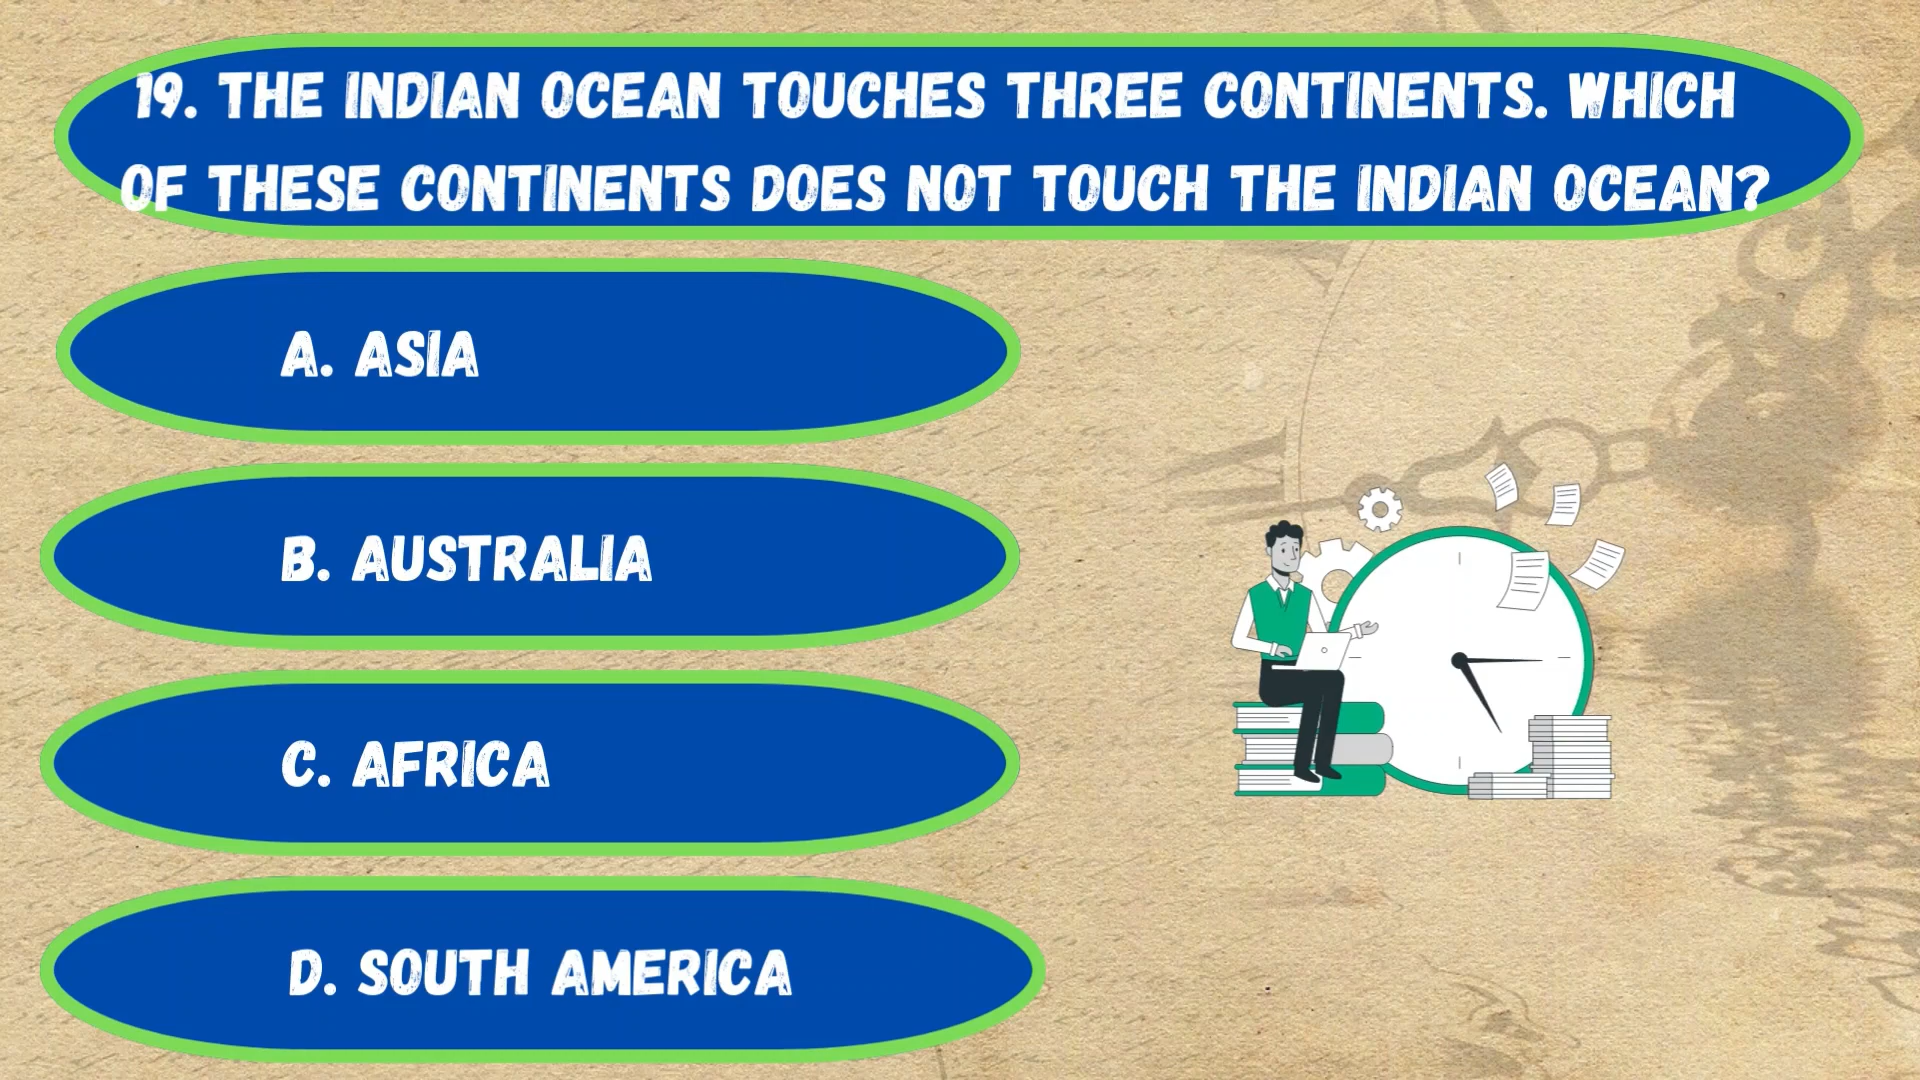 19. THE INDIAN OCEAN TOUCHES THREE CONTINENTS. WHICH
OF THESE CONTINENTS DOES NOT TOUCH THE INDIAN OCEAN?
A. ASIA
B. AUSTRALIA
C. AFRICA
D. SOUTH AMERICA